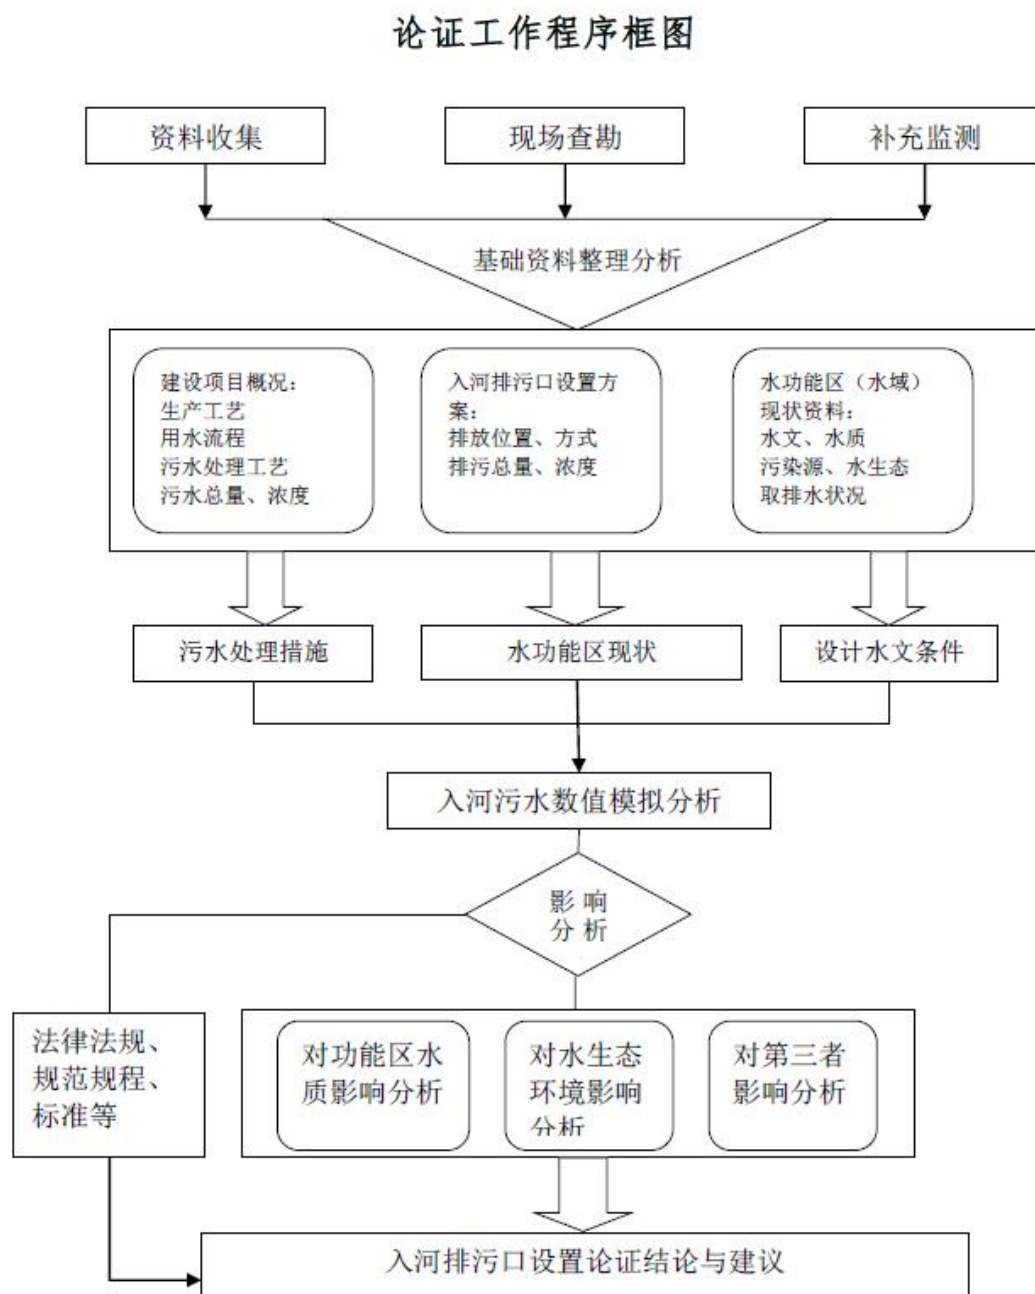 论证工作程序框图
资料收集
现场查勘
补充监测
基础资料整理分析
建设项目概况：
生产工艺
用水流程
污水处理工艺
污水总量、浓度
入河排污口设置方
案：
排放位置、方式
排污总量、浓度
水功能区（水域）
现状资料：
水文、水质
污染源、水生态
取排水状况
污水处理措施
水功能区现状
设计水文条件
入河污水数值模拟分析
影 响
分 析
法律法规、
规范规程、
标准等
对功能区水
质影响分析
对水生态
环境影响
分析
对第三者
影响分析
入河排污口设置论证结论与建议